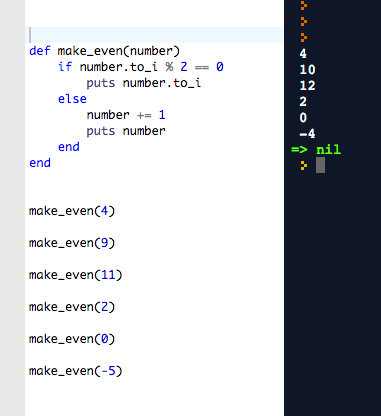 def make_even(number)
    if number.to_i % 2 == 0
        puts number.to_i
    else
        number += 1
        puts number
    end
end
make_even(4)
make_even(9)
make_even(11)
make_even(2)
make_even(0)
make_even(-5)
>
>
>
4
10
12
2
0
-4
=> nil
>